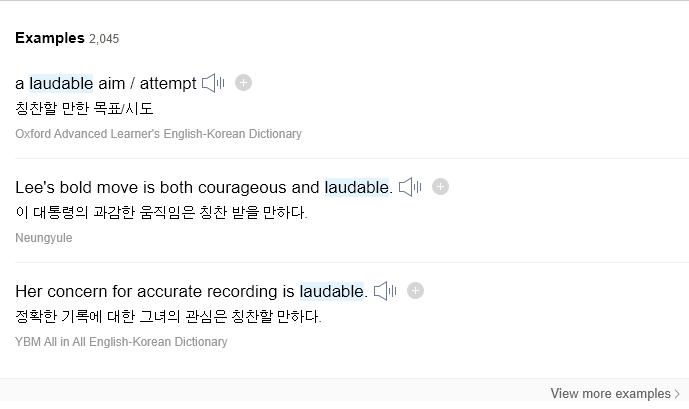 Examples 2,045
a laudable aim / attempt
칭찬할 만한 목표/시도
Oxford Advanced Learner's English-Korean Dictionary
Lee's bold move is both courageous and laudable.
이 대통령의 과감한 움직임은 칭찬 받을 만하다.
Neungyule
Her concern for accurate recording is laudable.
정확한 기록에 대한 그녀의 관심은 칭찬할 만하다.
YBM All in All English-Korean Dictionary
View more examples